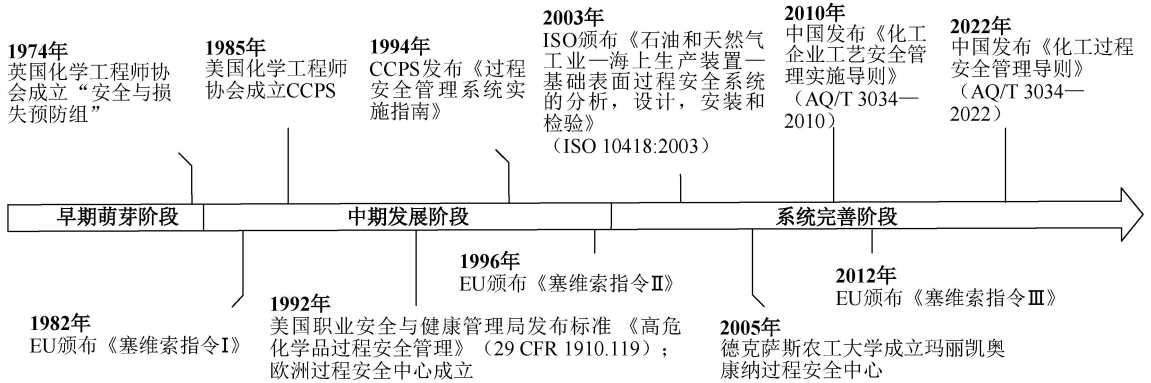 1974年
英国化学工程师协
会成立“安全与损
失预防组”
1985年
美国化学工程师
协会成立CCPS
1994年
CCPS发布《过程
安全管理系统实
施指南》
2003年
ISO颁布《石油和天然气
工业—海上生产装置—
基础表面过程安全系统
的分析，设计，安装和
检验》
（ISO 10418:2003）
2010年
中国发布《化工
企业工艺安全管
理实施导则》
（AQ/T 3034—
2010）
2022年
中国发布《化工过程
安全管理导则》
（AQ/T 3034—
2022）
早期萌芽阶段
中期发展阶段
系统完善阶段
1982年
EU颁布《塞维索指令Ⅰ》
1992年
美国职业安全与健康管理局发布标准 《高危
化学品过程安全管理》（29 CFR 1910.119）；
欧洲过程安全中心成立
1996年
EU颁布《塞维索指令Ⅱ》
2005年
德克萨斯农工大学成立玛丽凯奥
康纳过程安全中心
2012年
EU颁布《塞维索指令Ⅲ》